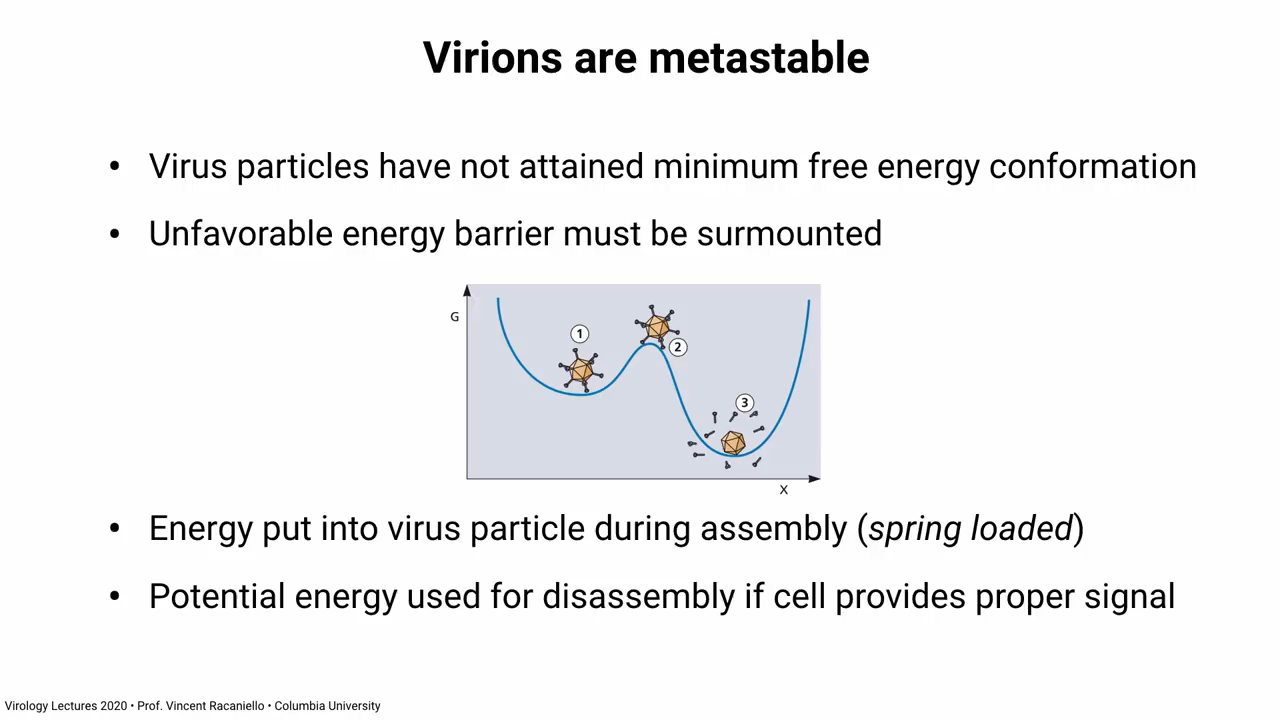 Virions are metastable
• Virus particles have not attained minimum free energy conformation
• Unfavorable energy barrier must be surmounted
G
1
2
3
X
• Energy put into virus particle during assembly (spring loaded)
• Potential energy used for disassembly if cell provides proper signal
Virology Lectures 2020 • Prof. Vincent Racaniello • Columbia University